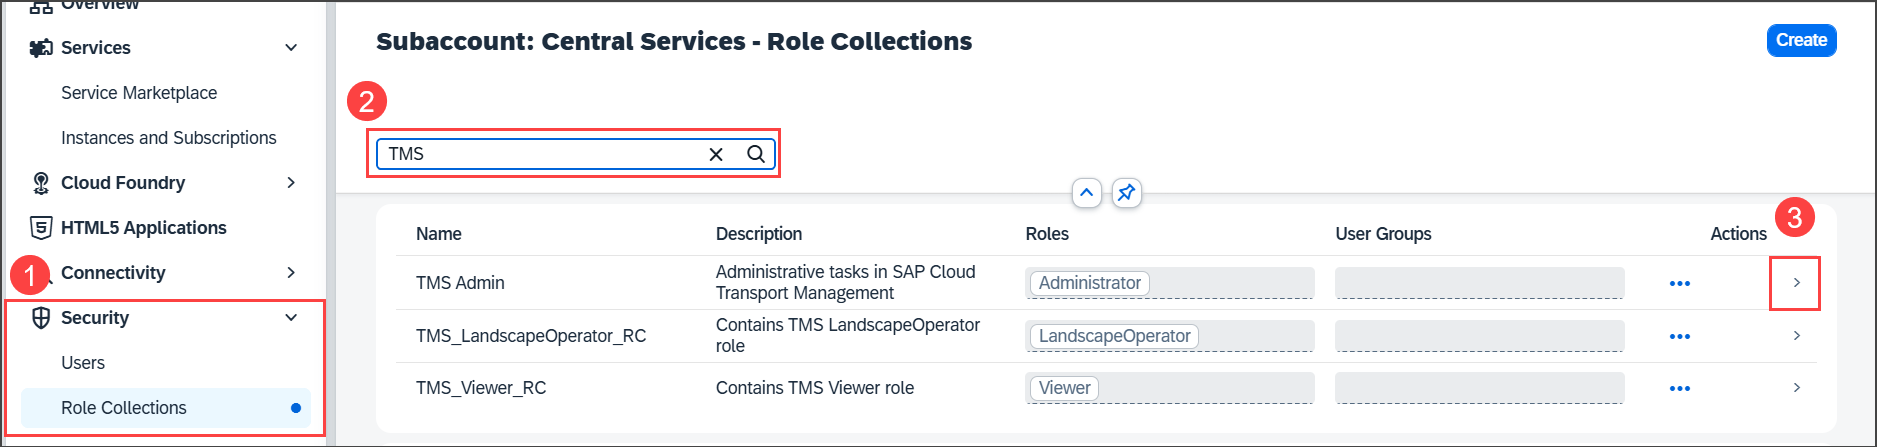 Overview
Services
Service Marketplace
Instances and Subscriptions
Cloud Foundry
HTML5 Applications
1
Connectivity
Security
Users
Role Collections
Subaccount: Central Services - Role Collections
Create
2
TMS
3
Name Description Roles User Groups Actions
TMS Admin
Administrative tasks in SAP Cloud
Transport Management
Administrator
TMS_LandscapeOperator_RC
Contains TMS LandscapeOperator
role
LandscapeOperator
TMS_Viewer_RC
Contains TMS Viewer role
Viewer